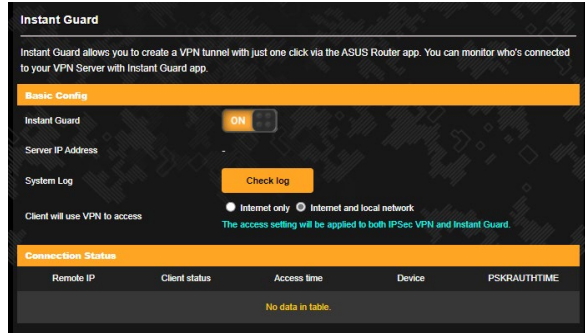 Instant Guard
Instant Guard allows you to create a VPN tunnel with just one click via the ASUS Router app. You can monitor who's connected
to your VPN Server with Instant Guard app.
Basic Config
Instant Guard
ON
Server IP Address
-
System Log
Check log
Client will use VPN to access
Internet only
Internet and local network
The access setting will be applied to both IPSec VPN and Instant Guard.
Connection Status
Remote IP Client status Access time Device PSKRAUTHTIME
No data in table.